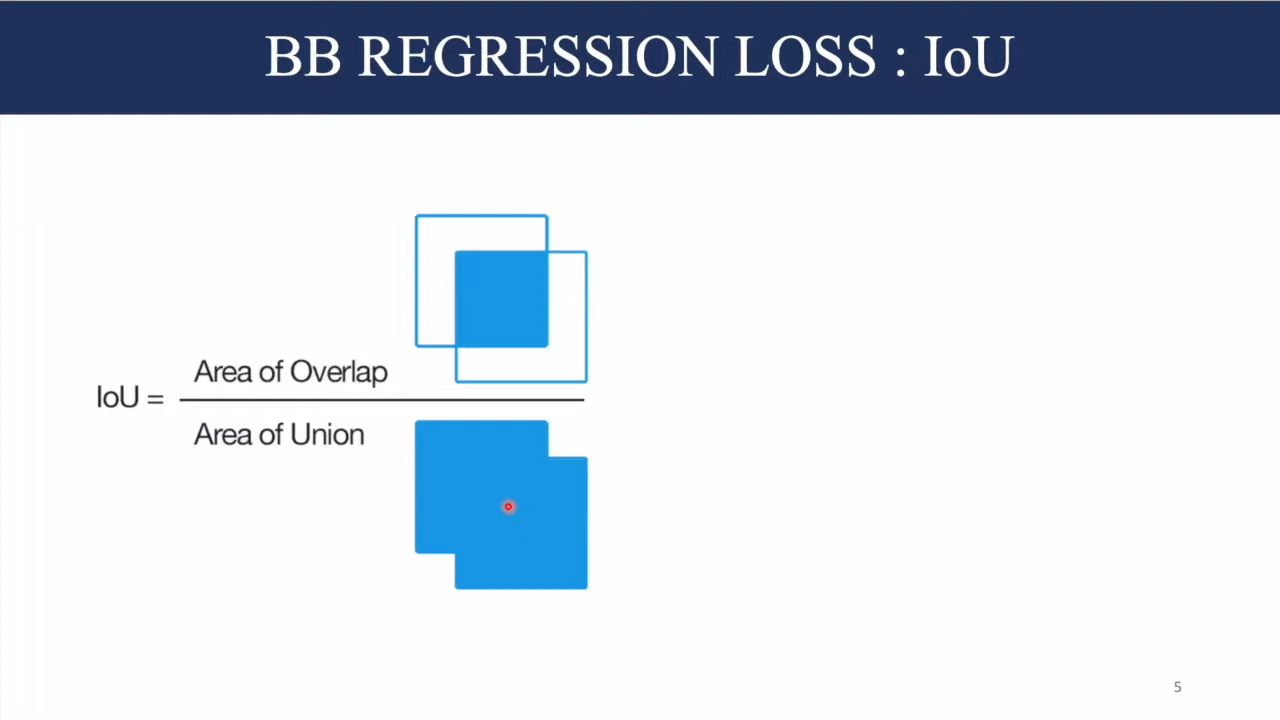 BB REGRESSION LOSS : IoU
Area of Overlap
IoU =
Area of Union
5